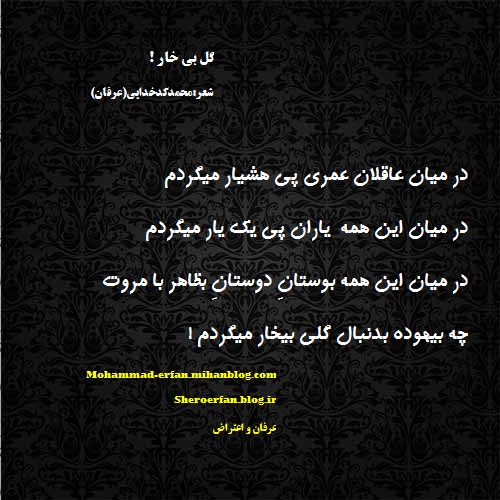 گل بی خار !
شعر:محمدکدخدایی(عرفان)
در میان عاقلان عمری پی هشیار میگردم
در میان این همه یاران پی یک یار میگردم
در میان این همه بوستانِ دوستانِ بظاهر با مروت
چه بیهوده بدنبال گلی بیخار میگردم !
Mohammad-erfan.mihanblog.com
Sheroerfan.blog.ir
عرفان و اعتراض